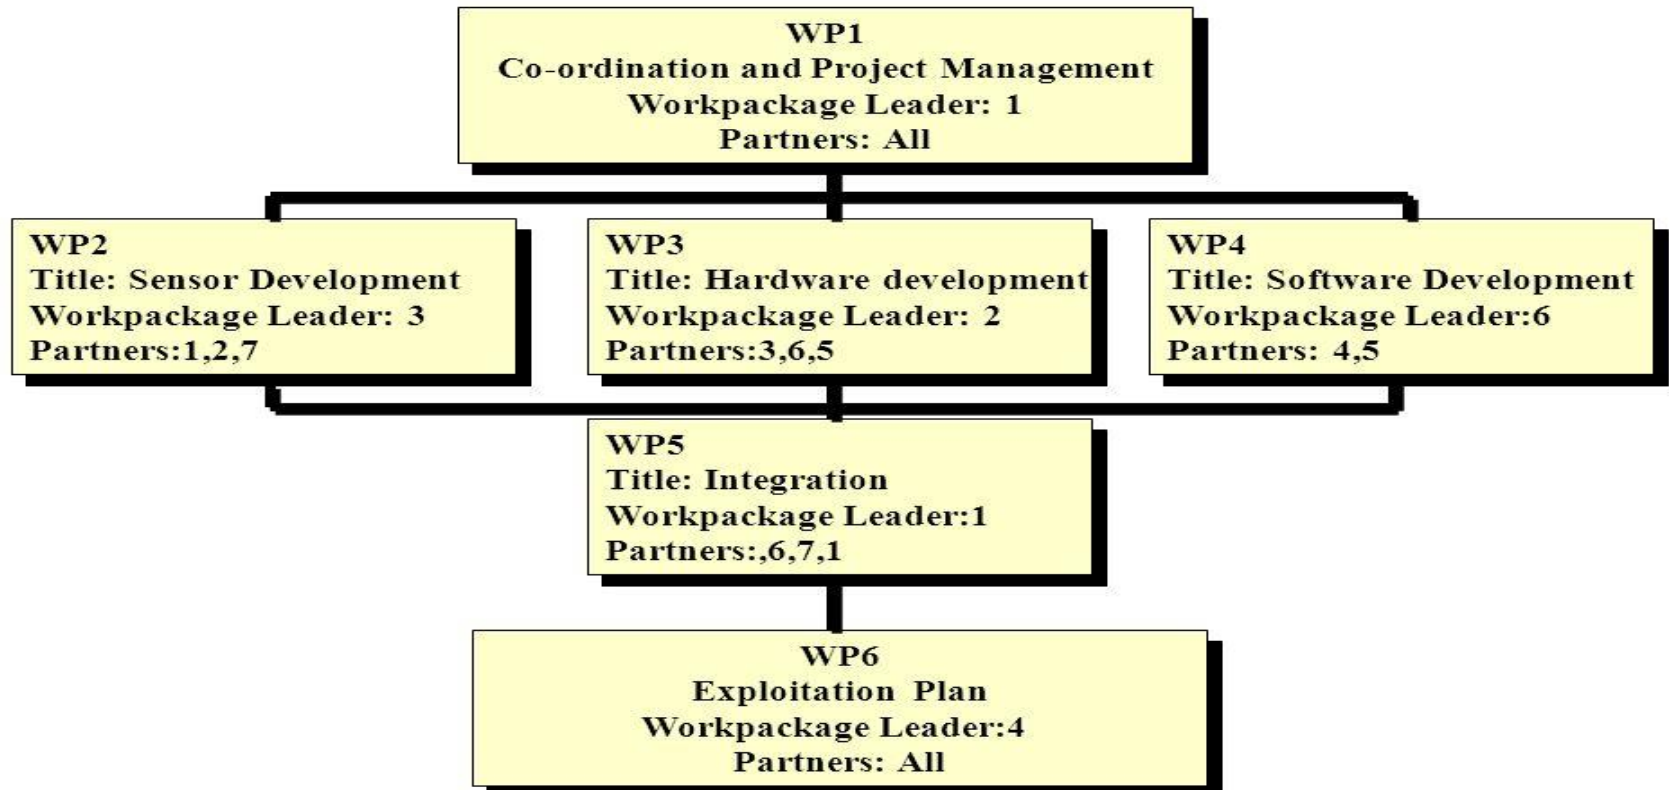 WP1
Co-ordination and Project Management
Workpackage Leader: 1
Partners: All
WP2
Title: Sensor Development
Workpackage Leader: 3
Partners:1,2,7
WP3
Title: Hardware development
Workpackage Leader: 2
Partners:3,6,5
WP4
Title: Software Development
Workpackage Leader:6
Partners: 4,5
WP5
Title: Integration
Workpackage Leader:1
Partners:,6,7,1
WP6
Exploitation Plan
Workpackage Leader:4
Partners: All